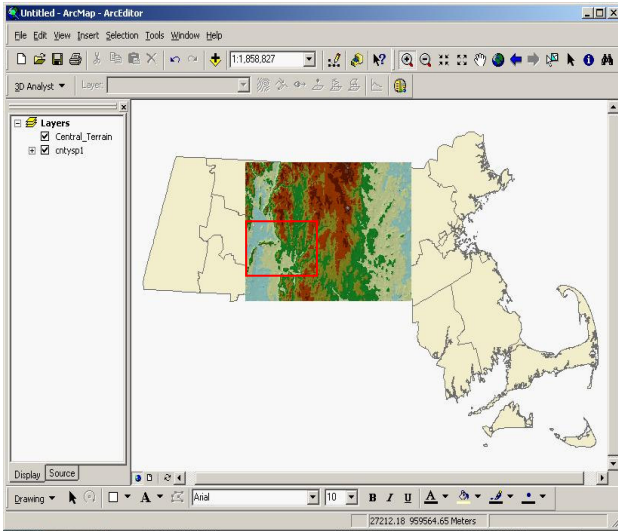 Untitled - ArcMap - ArcEditor
File Edit View Insert Selection Tools Window Help
1:1,858,827
3D Analyst Layer:
Layers
Central_Terrain
cntysp1
Display Source
Drawing A Arial 10 B I U A
27212.18 959564.65 Meters